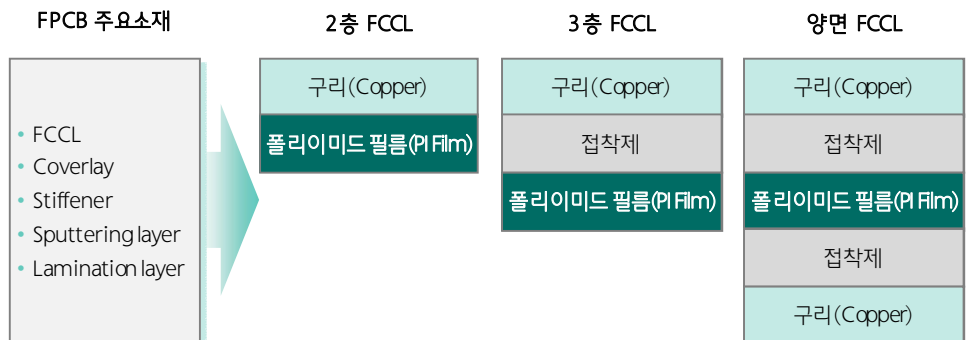 FPCB 주요소재
2층 FCCL
3층 FCCL
양면 FCCL
• FCCL
• Coverlay
• Stiffener
• Sputtering layer
• Lamination layer
구리(Copper)
폴리이미드 필름(PI Film)
구리(Copper)
접착제
폴리이미드 필름(PI Film)
구리(Copper)
접착제
폴리이미드 필름(PI Film)
접착제
구리(Copper)